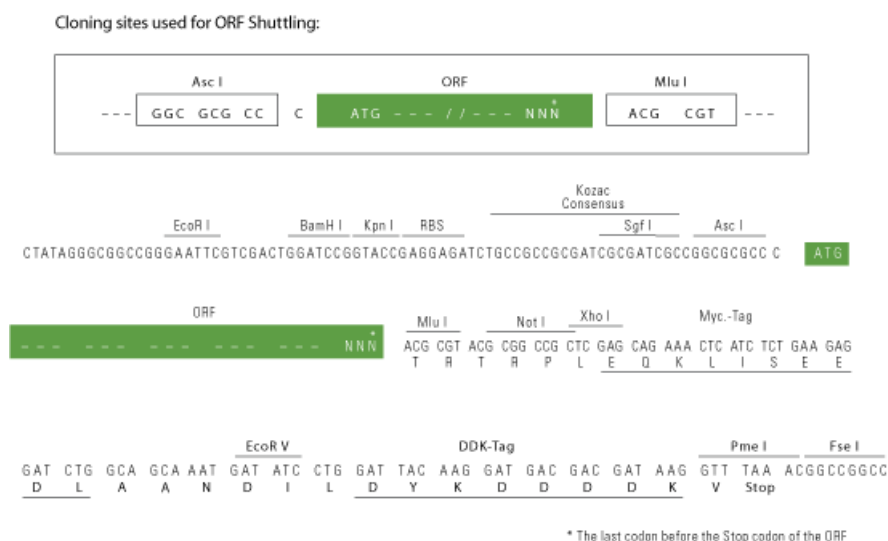 Cloning sites used for ORF Shuttling:
Asc I ORF Mlu I
--- GGC GCG CC C ATG --- // --- NNN* ACG CGT ---
Kozac
Consensus
EcoR I BamH I Kpn I RBS Sgf I Asc I
CTATAGGGCGGCCGGGAATTCGTCGACTGGATCCGGTACCGAGGAGATCTGCCGCCGCGATCGCGATCGCCGGCGCGCC C ATG
ORF Mlu I Not I Xho I Myc.-Tag
--- --- --- --- --- --- NNN* ACG CGT ACG CGG CCG CTC GAG CAG AAA CTC ATC TCT GAA GAG
T R T R P L E Q K L I S E E
EcoR V DDK-Tag Pme I Fse I
GAT CTG GCA GCA AAT GAT ATC CTG GAT TAC AAG GAT GAC GAC GAT AAG GTT TAA ACGGCCGGCC
D L A A N D I L D Y K D D D D K V Stop
* The last codon before the Stop codon of the ORF